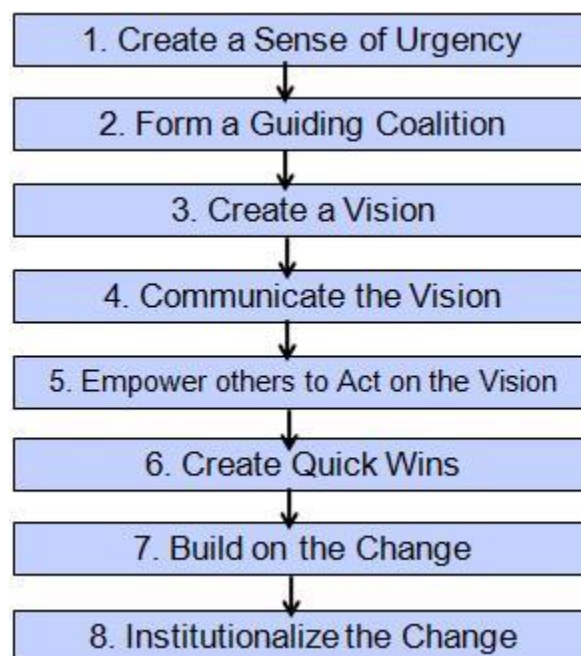 1. Create a Sense of Urgency
2. Form a Guiding Coalition
3. Create a Vision
4. Communicate the Vision
5. Empower others to Act on the Vision
6. Create Quick Wins
7. Build on the Change
8. Institutionalize the Change